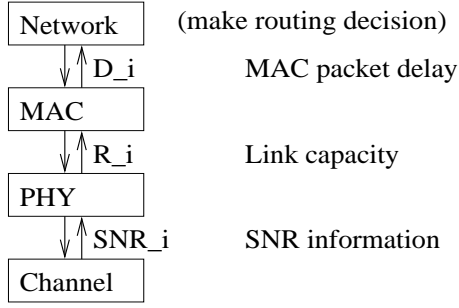 Network (make routing decision)
D_i MAC packet delay
MAC
R_i Link capacity
PHY
SNR_i SNR information
Channel